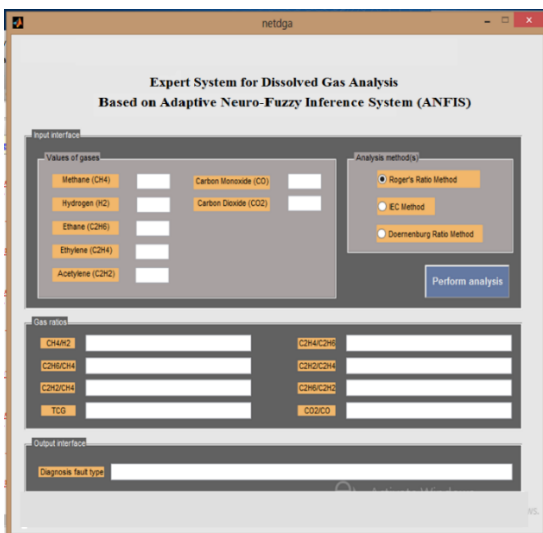 netdga
Expert System for Dissolved Gas Analysis
Based on Adaptive Neuro-Fuzzy Inference System (ANFIS)
Input interface
Values of gases
Methane (CH4)
Hydrogen (H2)
Ethane (C2H6)
Ethylene (C2H4)
Acetylene (C2H2)
Carbon Monoxide (CO)
Carbon Dioxide (CO2)
Analysis method(s)
Roger's Ratio Method
IEC Method
Doernenburg Ratio Method
Perform analysis
Gas ratios
CH4/H2
C2H6/CH4
C2H2/CH4
TCG
C2H4/C2H6
C2H2/C2H4
C2H6/C2H2
CO2/CO
Output interface
Diagnosis fault type